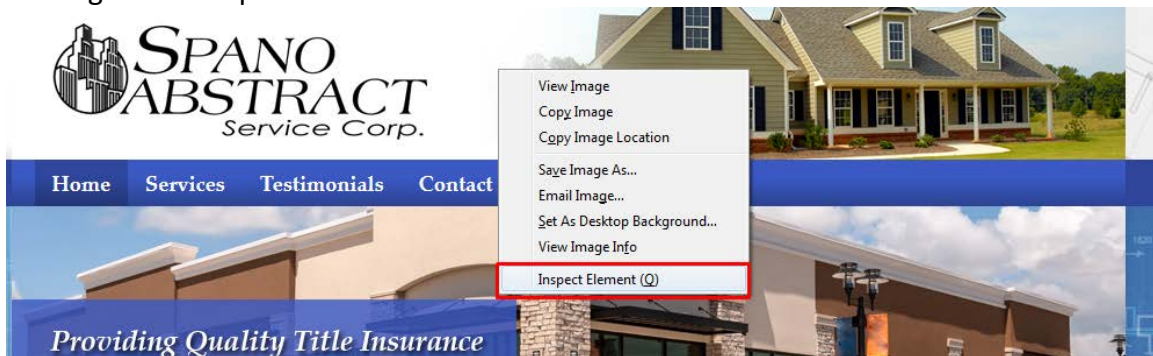 SPANO
ABSTRACT
Service Corp.
View Image
Copy Image
Copy Image Location
Save Image As...
Email Image...
Set As Desktop Background...
View Image Info
Inspect Element (Q)
Home Services Testimonials Contact
Providing Quality Title Insurance